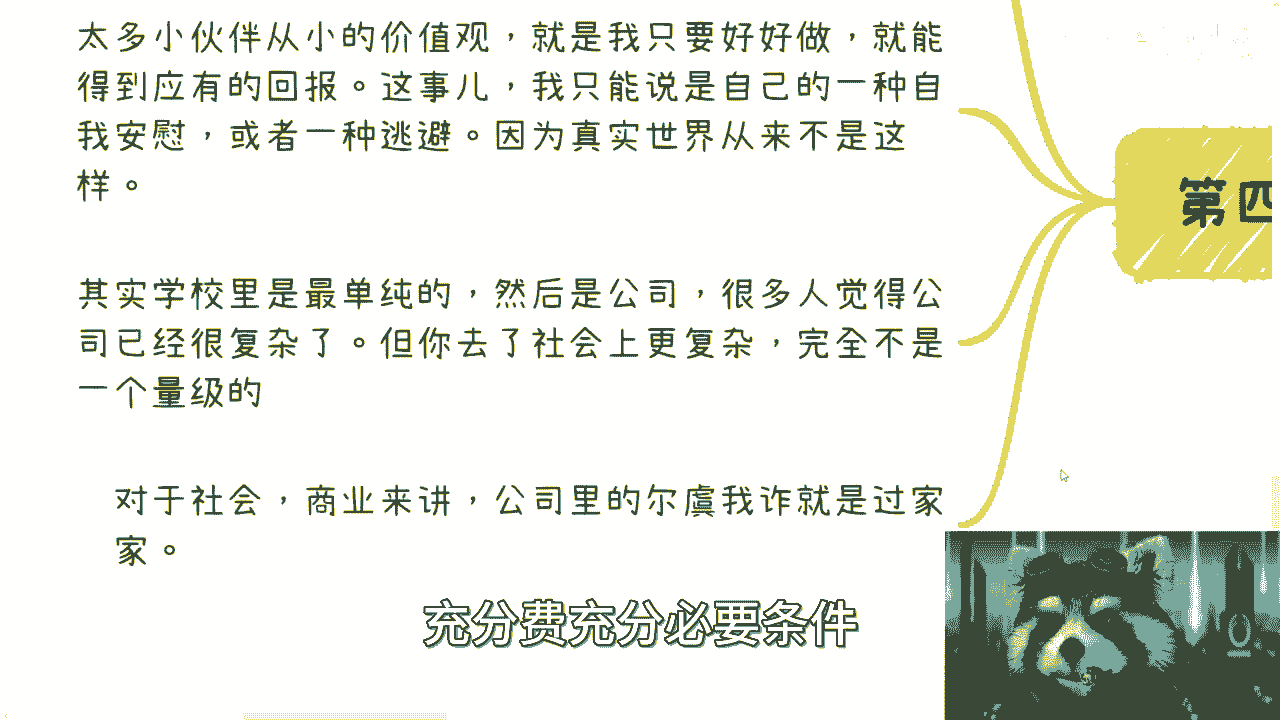 太多小伙伴从小的价值观，就是我只要好好做，就能
得到应有的回报。这事儿，我只能说是自己的一种自
我安慰，或者一种逃避。因为真实世界从来不是这
样。
其实学校里是最单纯的，然后是公司，很多人觉得公
司已经很复杂了。但你去了社会上更复杂，完全不是
一个量级的
对于社会，商业来讲，公司里的尔虞我诈就是过家
家。
第四
充分费充分必要条件